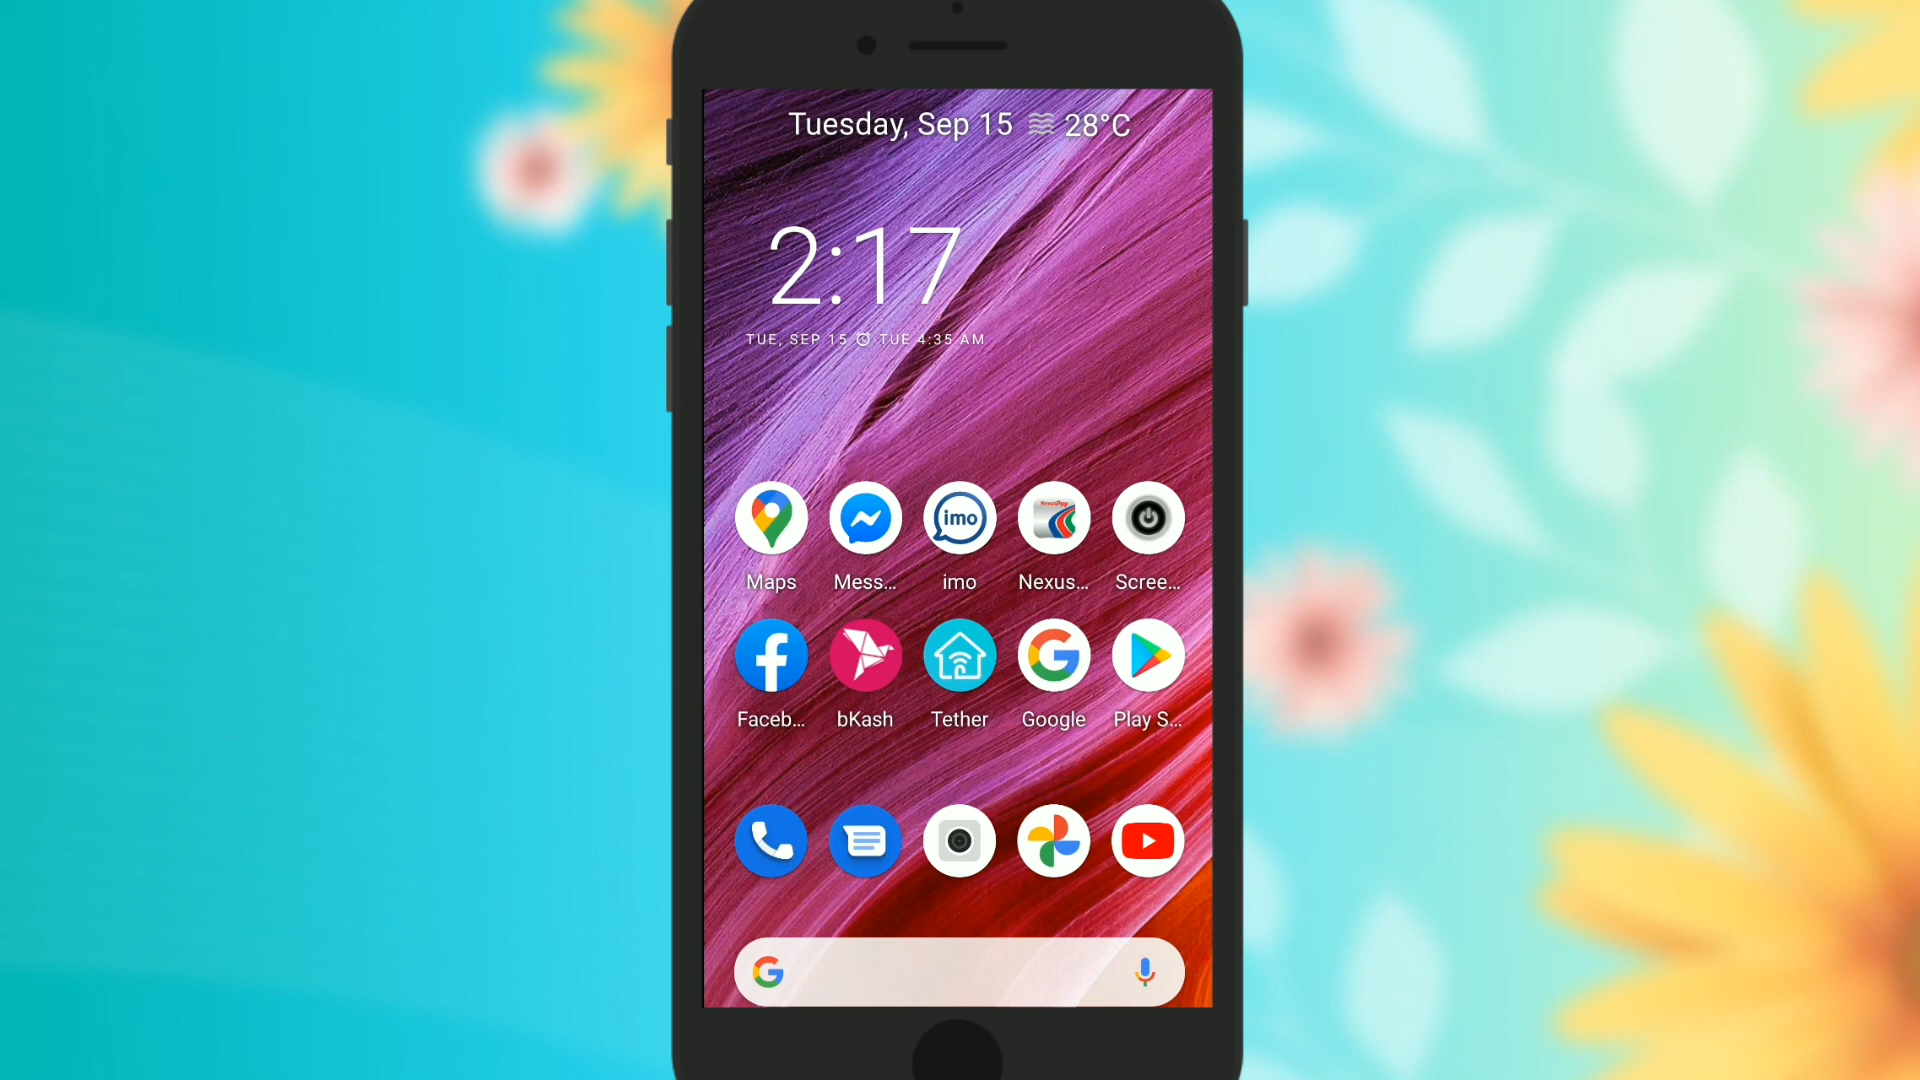 Tuesday, Sep 15 28°C
2:17
TUE, SEP 15 TUE 4:35 AM
imo NexusPay
Maps Mess... imo Nexus... Scree...
Faceb... bKash Tether Google Play S...